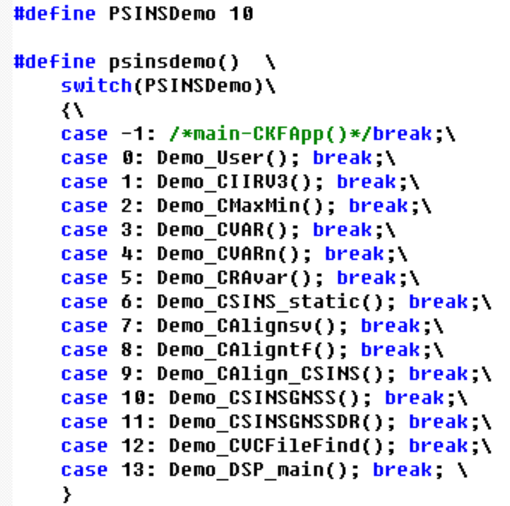 #define PSINSDemo 10
#define psinsdemo() \
switch(PSINSDemo)\
{\
case -1: /*main-CKFApp()*/break;\
case 0: Demo_User(); break;\
case 1: Demo_CIIRV3(); break;\
case 2: Demo_CMaxMin(); break;\
case 3: Demo_CVAR(); break;\
case 4: Demo_CVARn(); break;\
case 5: Demo_CRAvar(); break;\
case 6: Demo_CSINS_static(); break;\
case 7: Demo_CAlignsv(); break;\
case 8: Demo_CAligntf(); break;\
case 9: Demo_CAlign_CSINS(); break;\
case 10: Demo_CSINSGNSS(); break;\
case 11: Demo_CSINSGNSSDR(); break;\
case 12: Demo_CVCFileFind(); break;\
case 13: Demo_DSP_main(); break; \
}